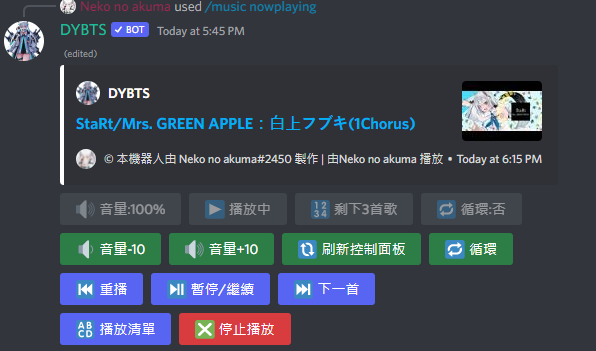 Neko no akuma used /music nowplaying
DYBTS ✓ BOT Today at 5:45 PM
(edited)
DYBTS
StaRt/Mrs. GREEN APPLE：白上フブキ(1Chorus)
© 本機器人由 Neko no akuma#2450 製作 | 由Neko no akuma 播放 • Today at 6:15 PM
音量:100% 播放中 1234 剩下3首歌 循環:否
音量-10 音量+10 刷新控制面板 循環
重播 暫停/繼續 下一首
ABCD 播放清單 停止播放